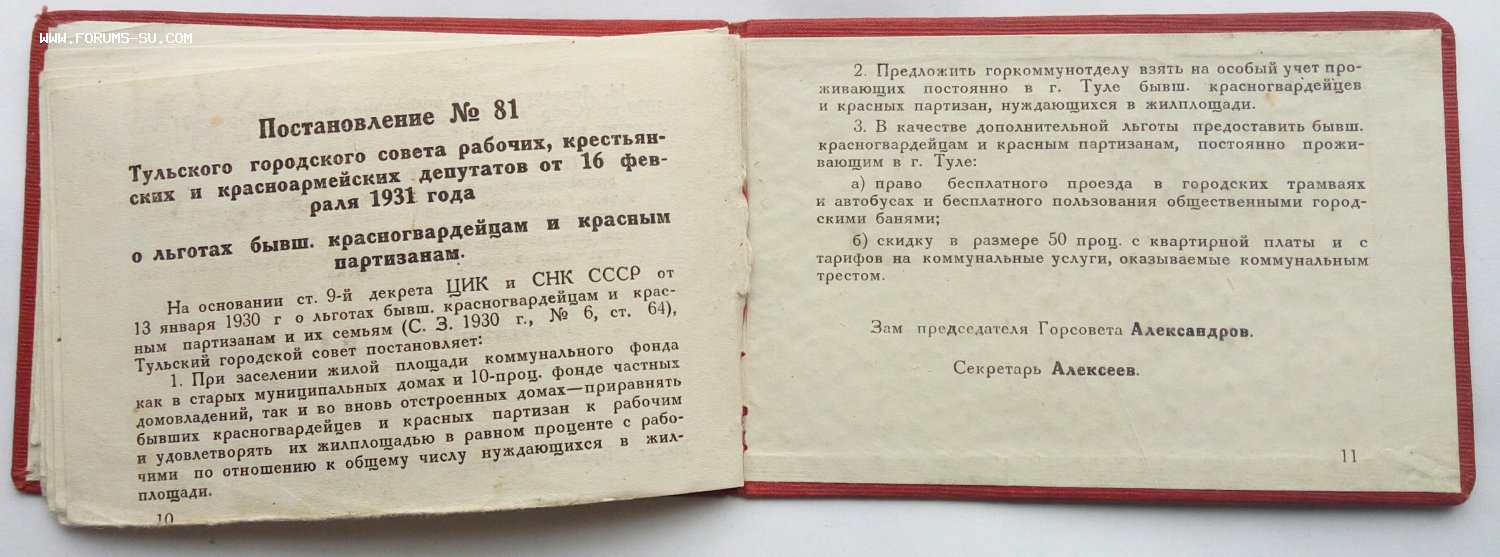 WWW.FORUMS-SU.COM
Постановление № 81
Тульского городского совета рабочих, крестьян-
ских и красноармейских депутатов от 16 фев-
раля 1931 года
о льготах бывш. красногвардейцам и красным
партизанам.
На основании ст. 9-й декрета ЦИК и СНК СССР от
13 января 1930 г о льготах бывш. красногвардейцам и крас-
ным партизанам и их семьям (С. З. 1930 г., № 6, ст. 64),
Тульский городской совет постановляет:
1. При заселении жилой площади коммунального фонда
как в старых муниципальных домах и 10-проц. фонде частных
домовладений, так и во вновь отстроенных домах—приравнять
бывших красногвардейцев и красных партизан к рабочим
и удовлетворять их жилплощадью в равном проценте с рабо-
чими по отношению к общему числу нуждающихся в жил-
площади.
10
2. Предложить горкоммунотделу взять на особый учет про-
живающих постоянно в г. Туле бывш. красногвардейцев
и красных партизан, нуждающихся в жилплощади.
3. В качестве дополнительной льготы предоставить бывш.
красногвардейцам и красным партизанам, постоянно прожи-
вающим в г. Туле:
а) право бесплатного проезда в городских трамваях
и автобусах и бесплатного пользования общественными город-
скими банями;
б) скидку в размере 50 проц. с квартирной платы и с
тарифов на коммунальные услуги, оказываемые коммунальным
трестом.
Зам председателя Горсовета Александров.
Секретарь Алексеев.
11